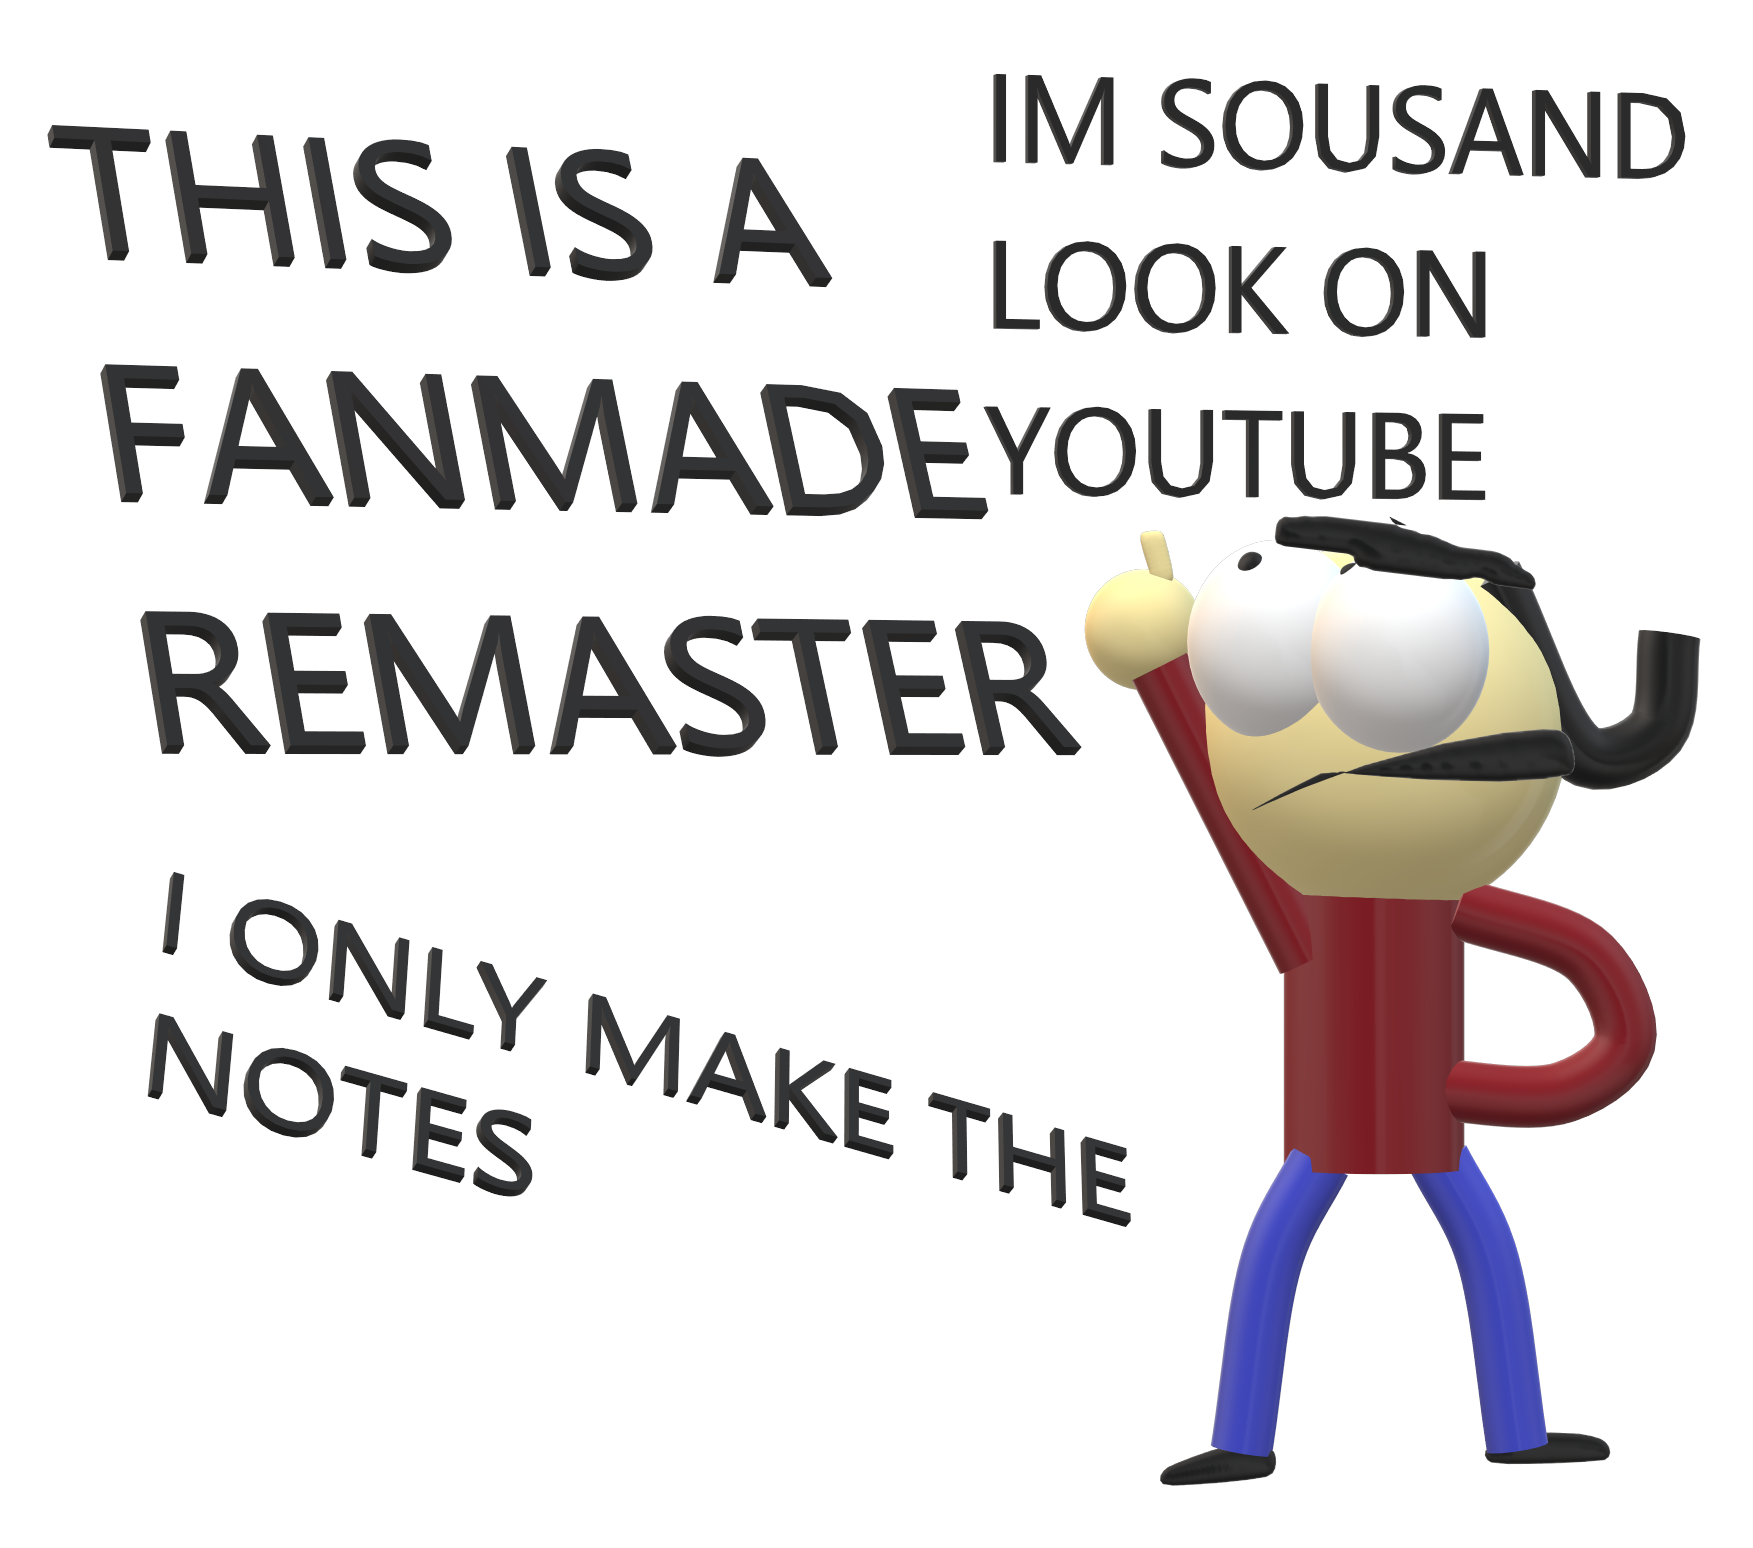 THIS IS A
FANMADE
REMASTER
IM SOUSAND
LOOK ON
YOUTUBE
I ONLY MAKE THE
NOTES